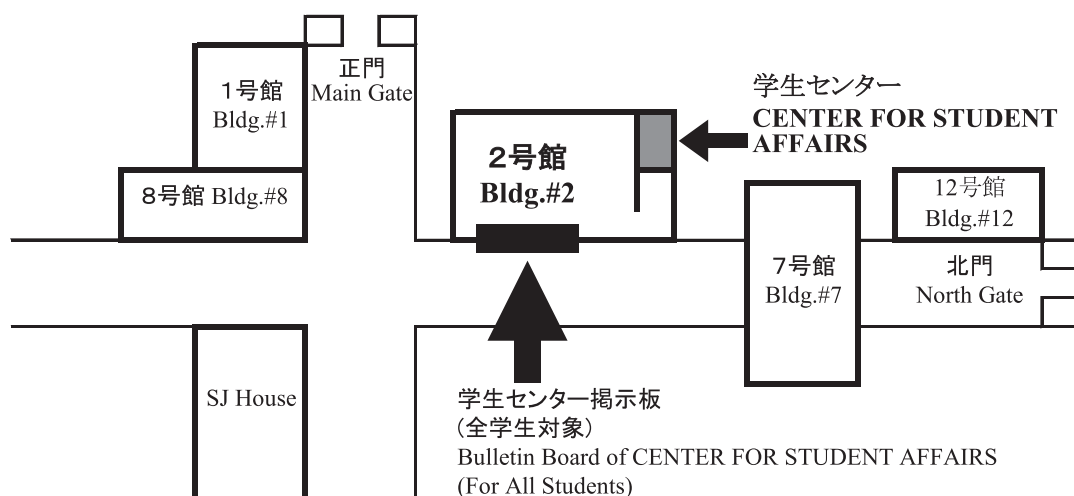 正門
Main Gate
1号館
Bldg.#1
8号館 Bldg.#8
2号館
Bldg.#2
学生センター
CENTER FOR STUDENT
AFFAIRS
12号館
Bldg.#12
7号館
Bldg.#7
北門
North Gate
SJ House
学生センター掲示板
(全学生対象)
Bulletin Board of CENTER FOR STUDENT AFFAIRS
(For All Students)